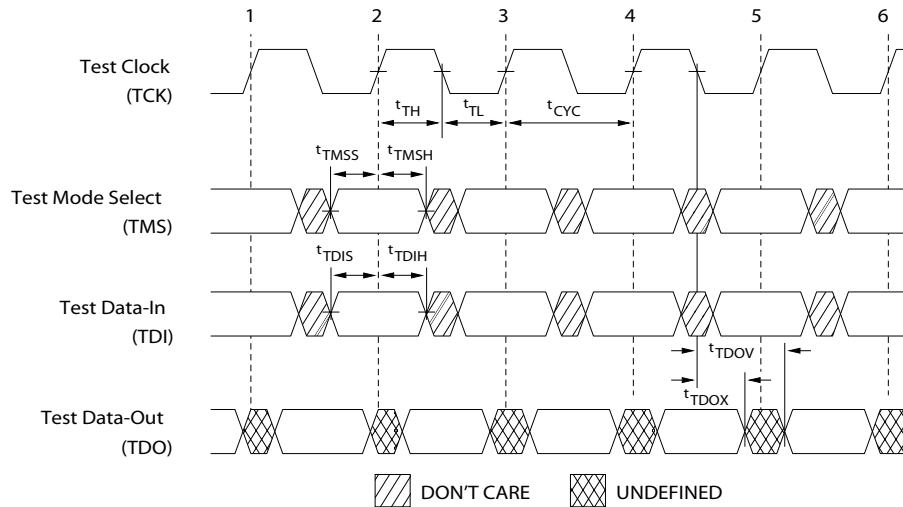 1 2 3 4 5 6
Test Clock
(TCK)
tTH tTL tCYC
tTMSS tTMSH
Test Mode Select
(TMS)
tTDIS tTDIH
Test Data-In
(TDI)
tTDOV
tTDOX
Test Data-Out
(TDO)
DON'T CARE UNDEFINED